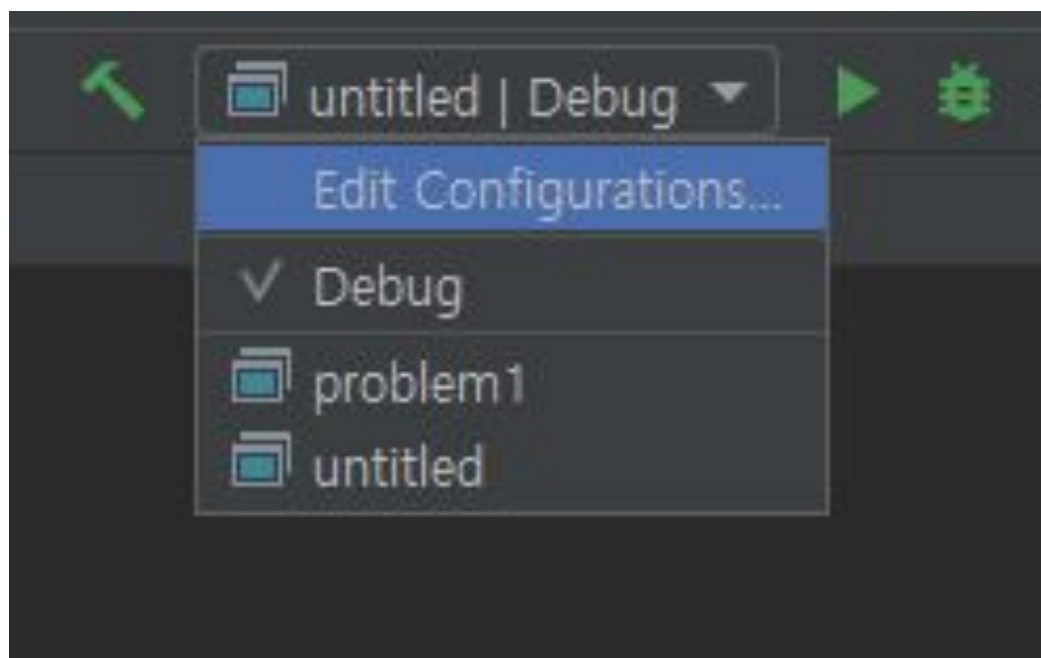 untitled | Debug
Edit Configurations...
Debug
problem1
untitled